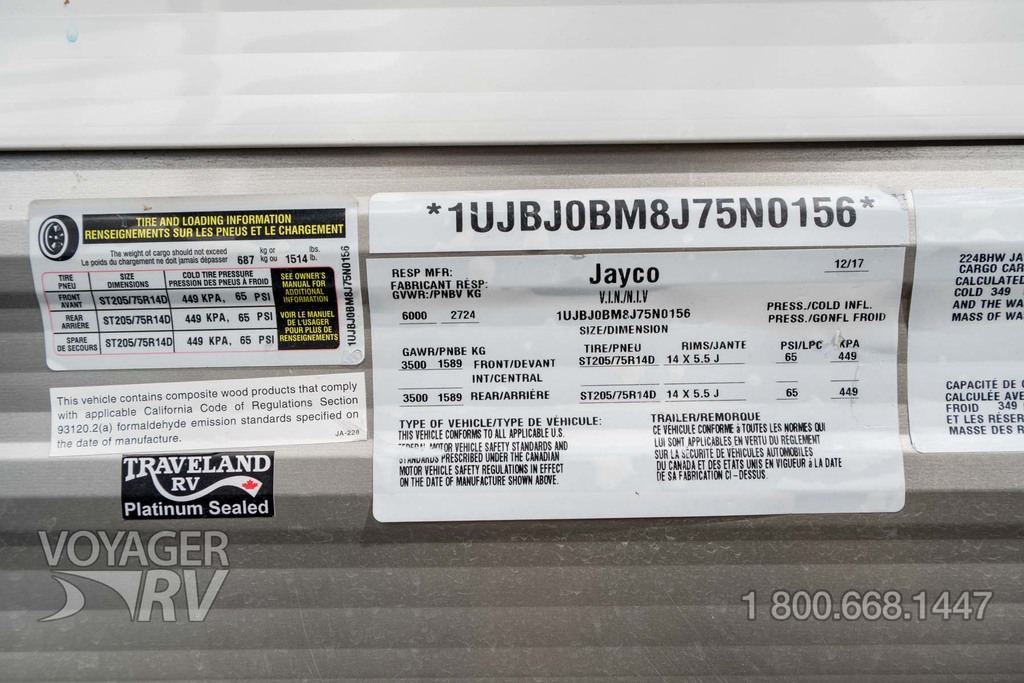 TIRE AND LOADING INFORMATION
RENSEIGNEMENTS SUR LES PNEUS ET LE CHARGEMENT
The weight of cargo should not exceed
Le poids du chargement ne doit jamais dépasser 687 kg or kg ou 1514 lbs. lb.
TIRE PNEU SIZE DIMENSIONS COLD TIRE PRESSURE PRESSION DES PNEUS À FROID
FRONT AVANT ST205/75R14D 449 KPA, 65 PSI
REAR ARRIÈRE ST205/75R14D 449 KPA, 65 PSI
SPARE DE SECOURS ST205/75R14D 449 KPA, 65 PSI
SEE OWNER'S
MANUAL FOR
ADDITIONAL
INFORMATION
VOIR LE MANUEL
DE L'USAGER
POUR PLUS DE
RENSEIGNEMENTS
1UJBJ0BM8J75N0156
This vehicle contains composite wood products that comply
with applicable California Code of Regulations Section
93120.2(a) formaldehyde emission standards specified on
the date of manufacture.
JA-228
TRAVELAND
RV
Platinum Sealed
*1UJBJ0BM8J75N0156*
RESP MFR:
FABRICANT RÉSP: Jayco 12/17
GVWR:/PNBV KG V.I.N./N.I.V
6000 2724 1UJBJ0BM8J75N0156 PRESS./COLD INFL.
SIZE/DIMENSION PRESS./GONFL FROID
GAWR/PNBE KG TIRE/PNEU RIMS/JANTE PSI/LPC KPA
3500 1589 FRONT/DEVANT ST205/75R14D 14 X 5.5 J 65 449
INT/CENTRAL
3500 1589 REAR/ARRIÈRE ST205/75R14D 14 X 5.5 J 65 449
TYPE OF VEHICLE/TYPE DE VÉHICULE: TRAILER/REMORQUE
THIS VEHICLE CONFORMS TO ALL APPLICABLE U.S.
FEDERAL MOTOR VEHICLE SAFETY STANDARDS AND
STANDARDS PRESCRIBED UNDER THE CANADIAN
MOTOR VEHICLE SAFETY REGULATIONS IN EFFECT
ON THE DATE OF MANUFACTURE SHOWN ABOVE.
CE VEHICULE CONFORME à TOUTES LES NORMES QUI
LUI SONT APPLICABLES EN VERTU DU REGLEMENT
SUR LA SéCURITE DE VEHICULES AUTOMOBILES
DU CANADA ET DES ETATS UNIS EN VIGUEUR à LA DATE
DE SA FABRICATION CI-DESSUS.
224BHW JA
CARGO CAR
CALCULATED
COLD 349
AND THE WA
MASS OF WA
CAPACITÉ DE C
CALCULÉE AVE
FROID 349
ET LES RÉSER
MASSE DES R
VOYAGER
RV
1 800.668.1447